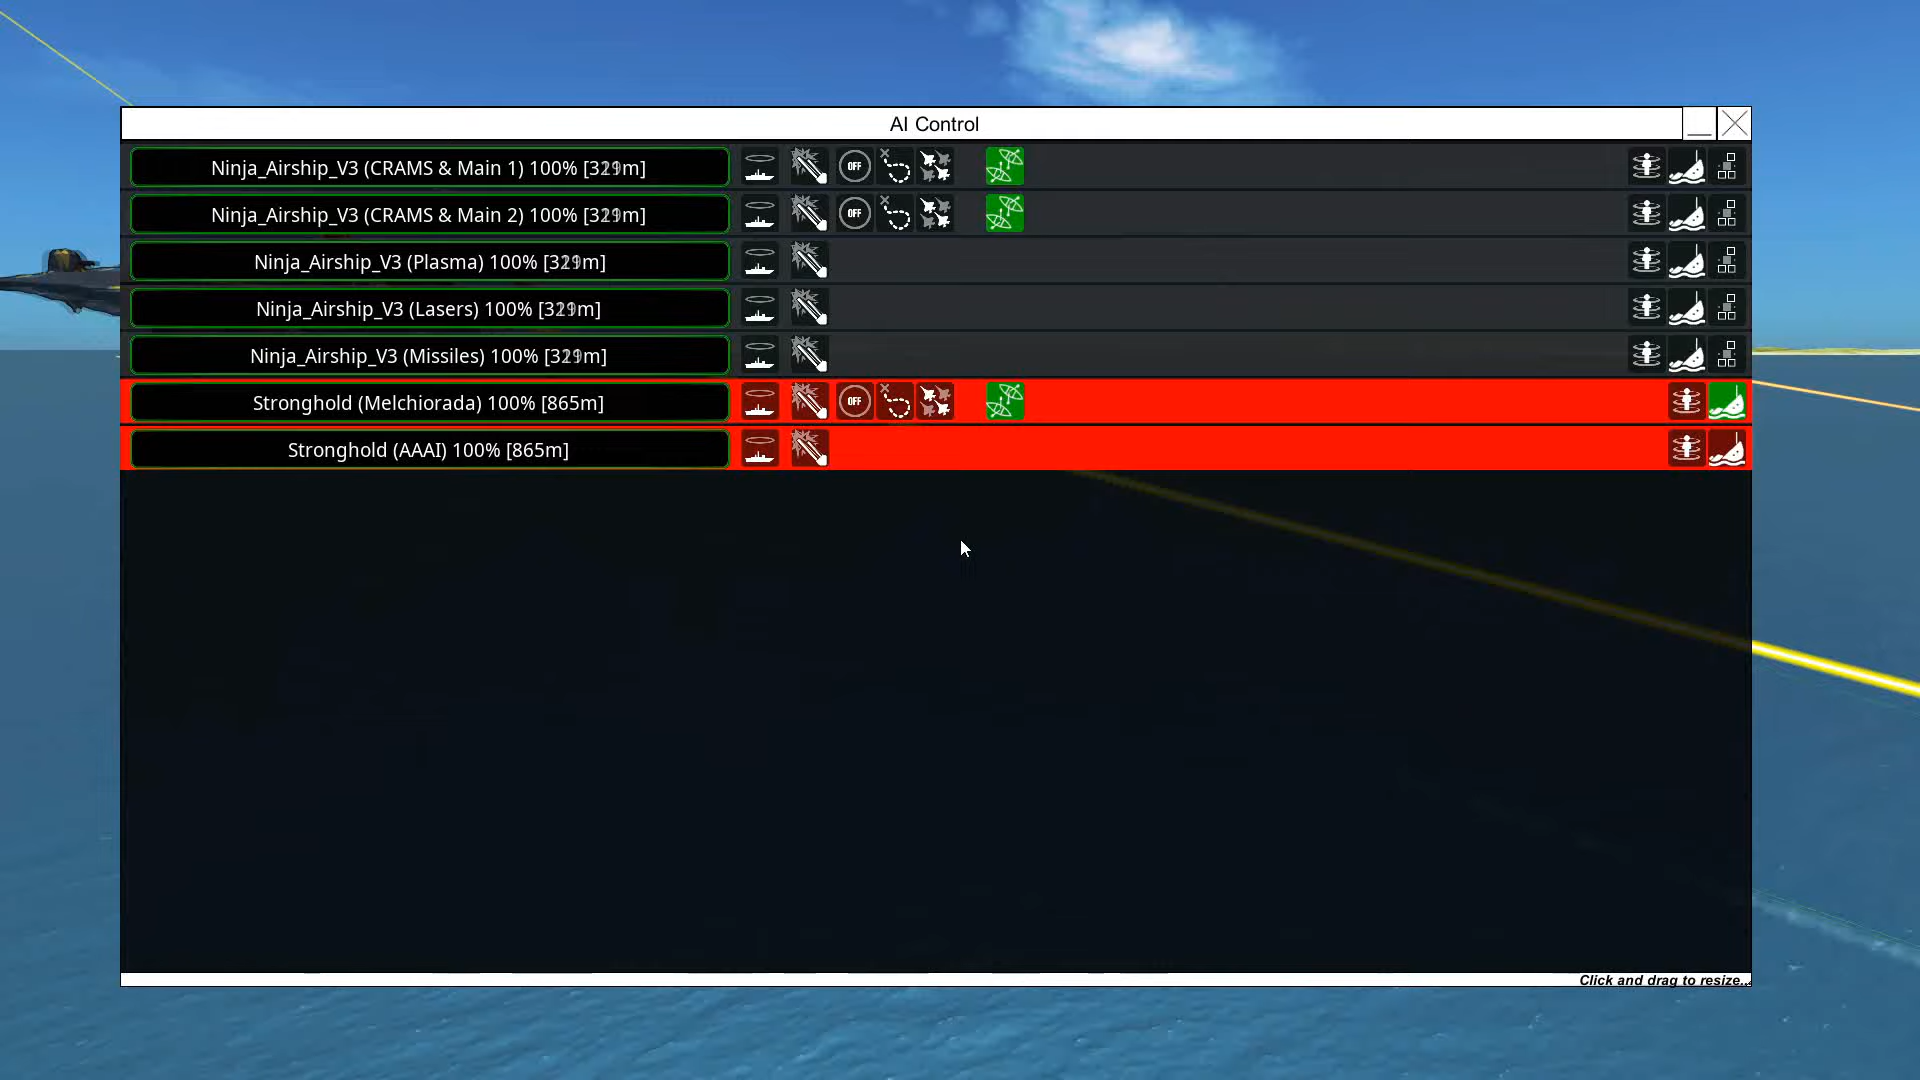 AI Control
Ninja_Airship_V3 (CRAMS & Main 1) 100% [329m]
OFF
Ninja_Airship_V3 (CRAMS & Main 2) 100% [329m]
OFF
Ninja_Airship_V3 (Plasma) 100% [329m]
Ninja_Airship_V3 (Lasers) 100% [329m]
Ninja_Airship_V3 (Missiles) 100% [329m]
Stronghold (Melchiorada) 100% [865m]
OFF
Stronghold (AAAI) 100% [865m]
Click and drag to resize...